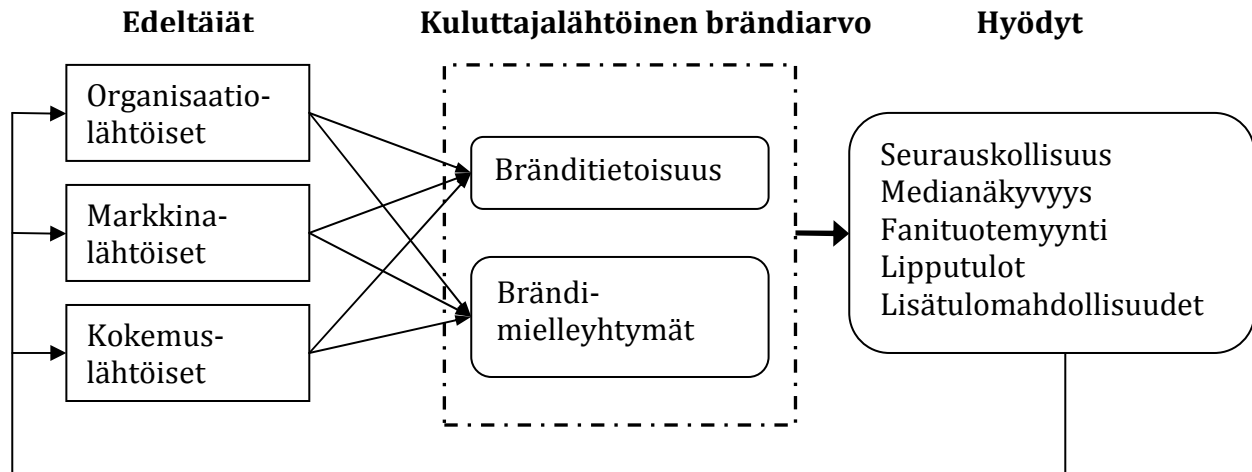 Edeltäjät
Kuluttajalähtöinen brändiarvo
Hyödyt
Organisaatio-
lähtöiset
Markkina-
lähtöiset
Kokemus-
lähtöiset
Bränditietoisuus
Brändi-
mielleyhtymät
Seurauskollisuus
Medianäkyvyys
Fanituotemyynti
Lipputulot
Lisätulomahdollisuudet